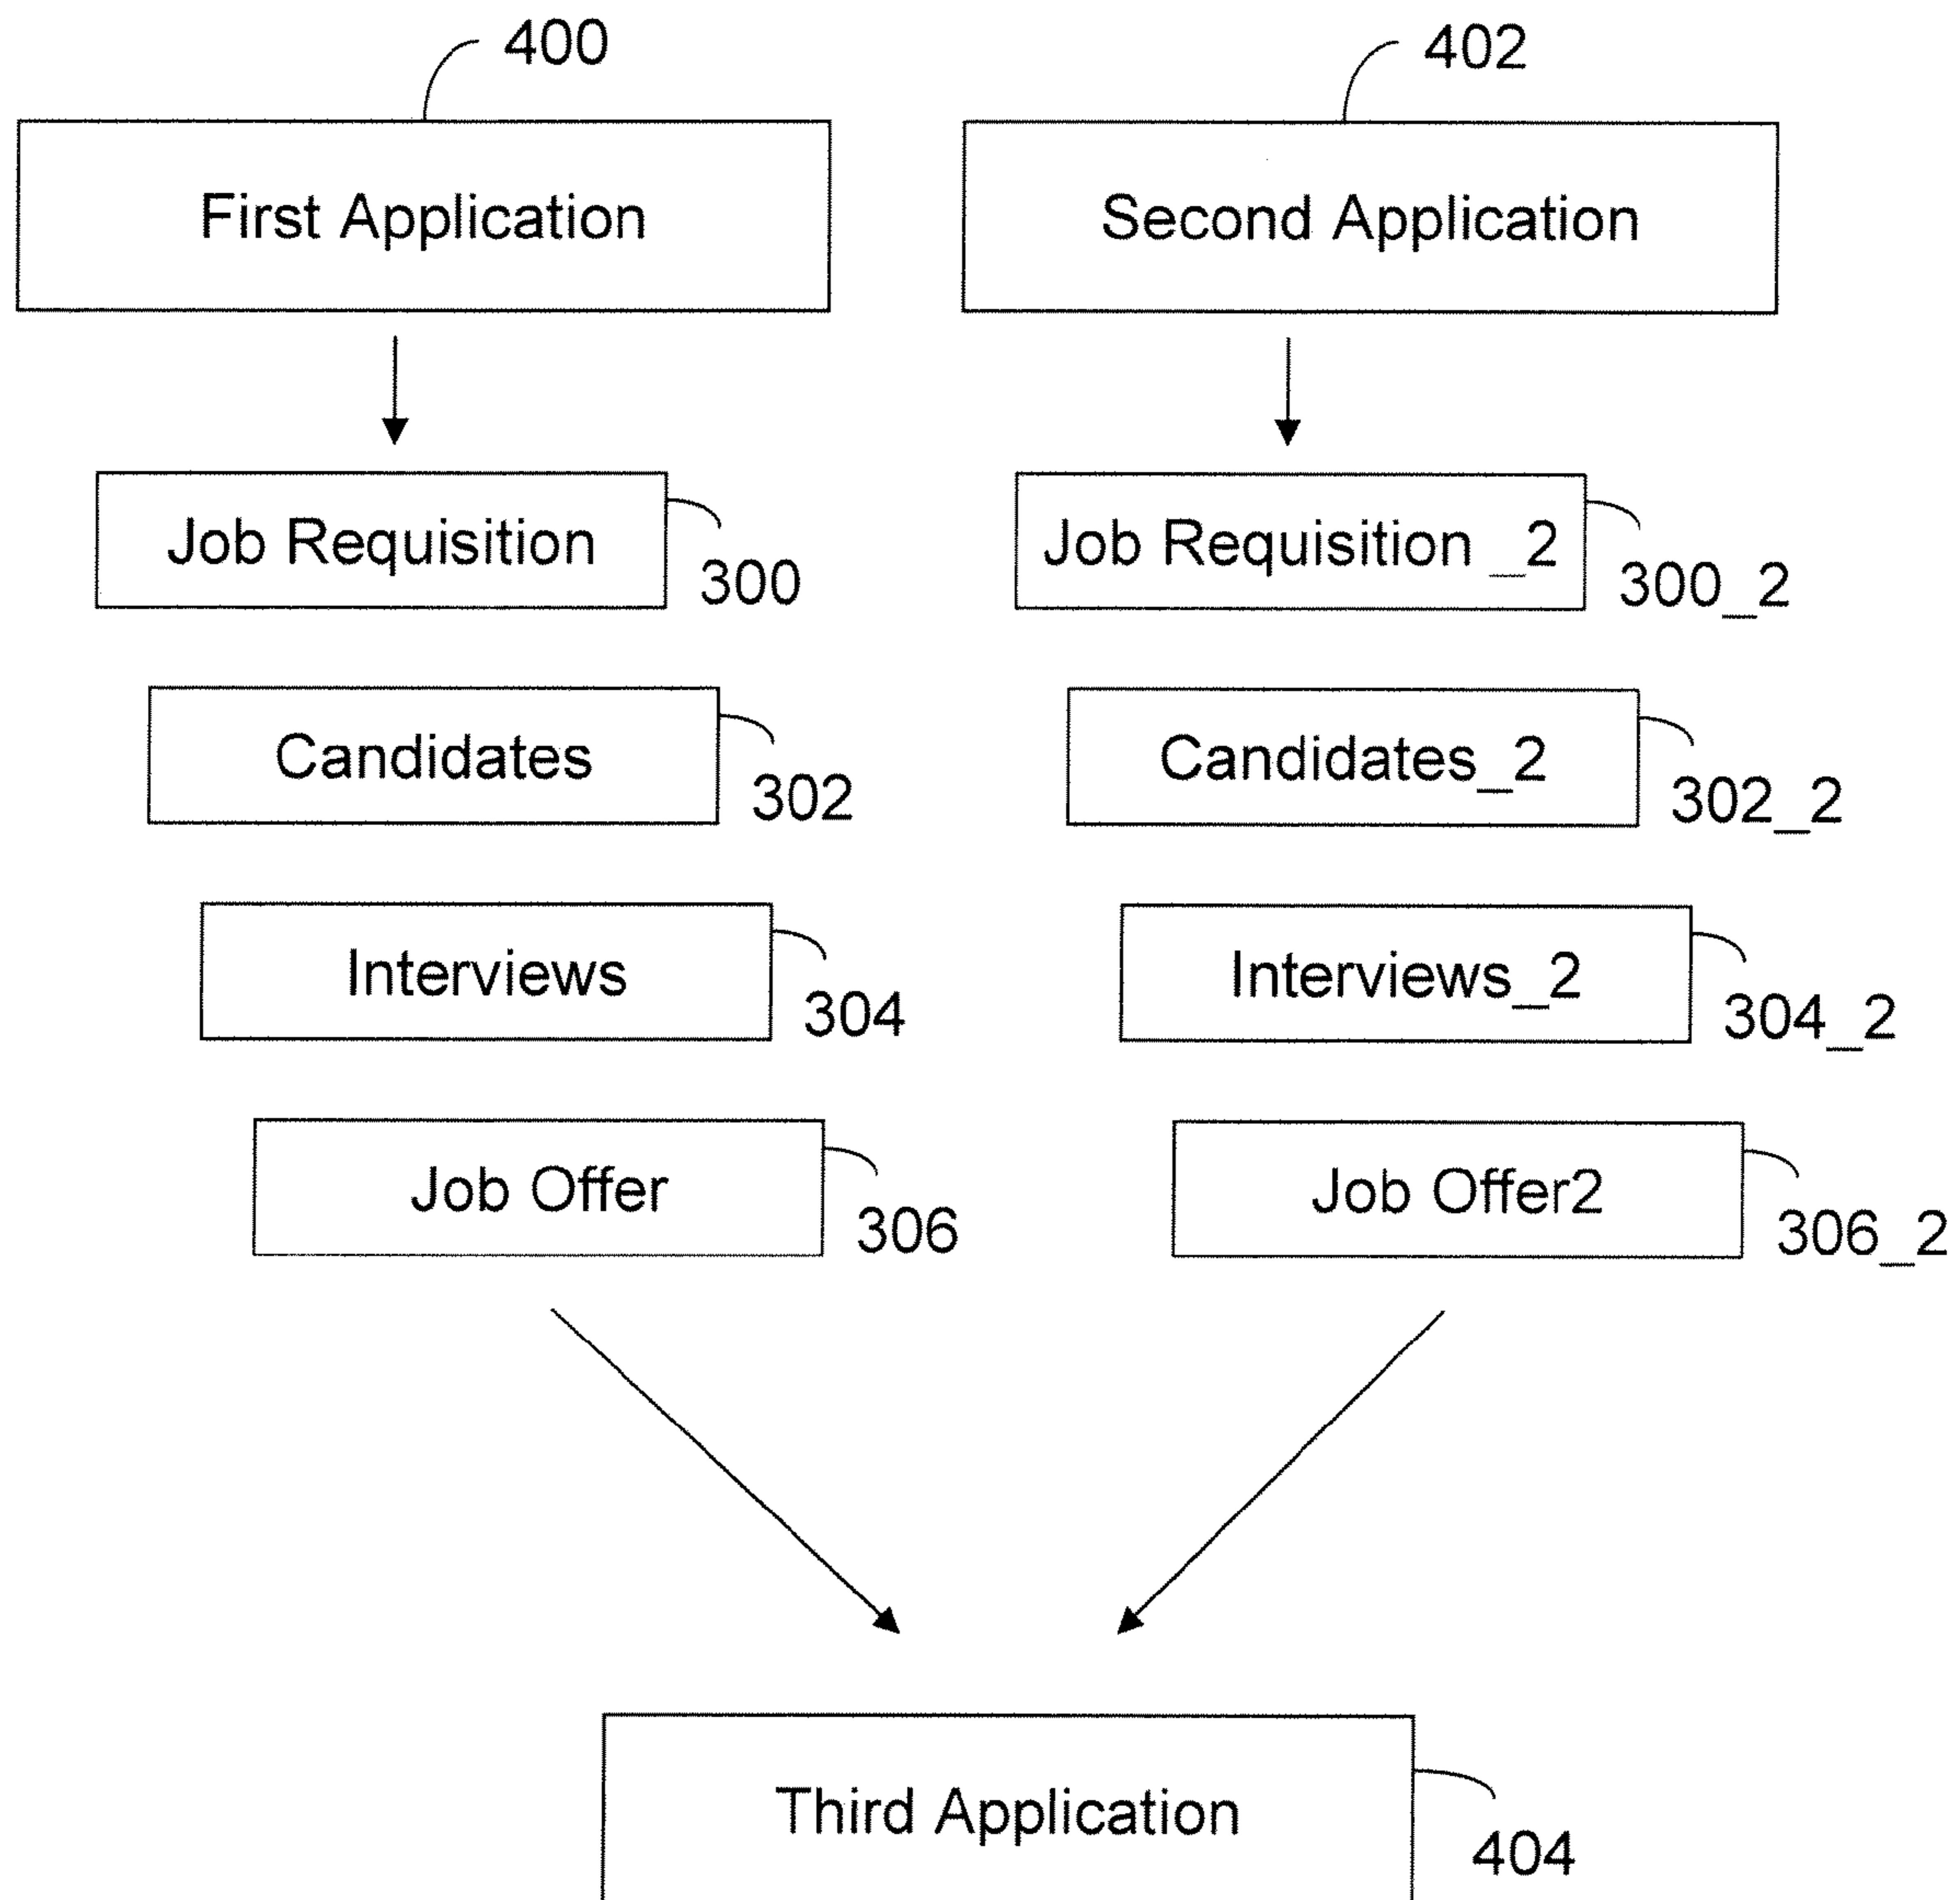 400
402
First Application
Second Application
Job Requisition
300
Job Requisition _2
300_2
Candidates
302
Candidates_2
302_2
Interviews
304
Interviews_2
304_2
Job Offer
306
Job Offer2
306_2
Third Application
404